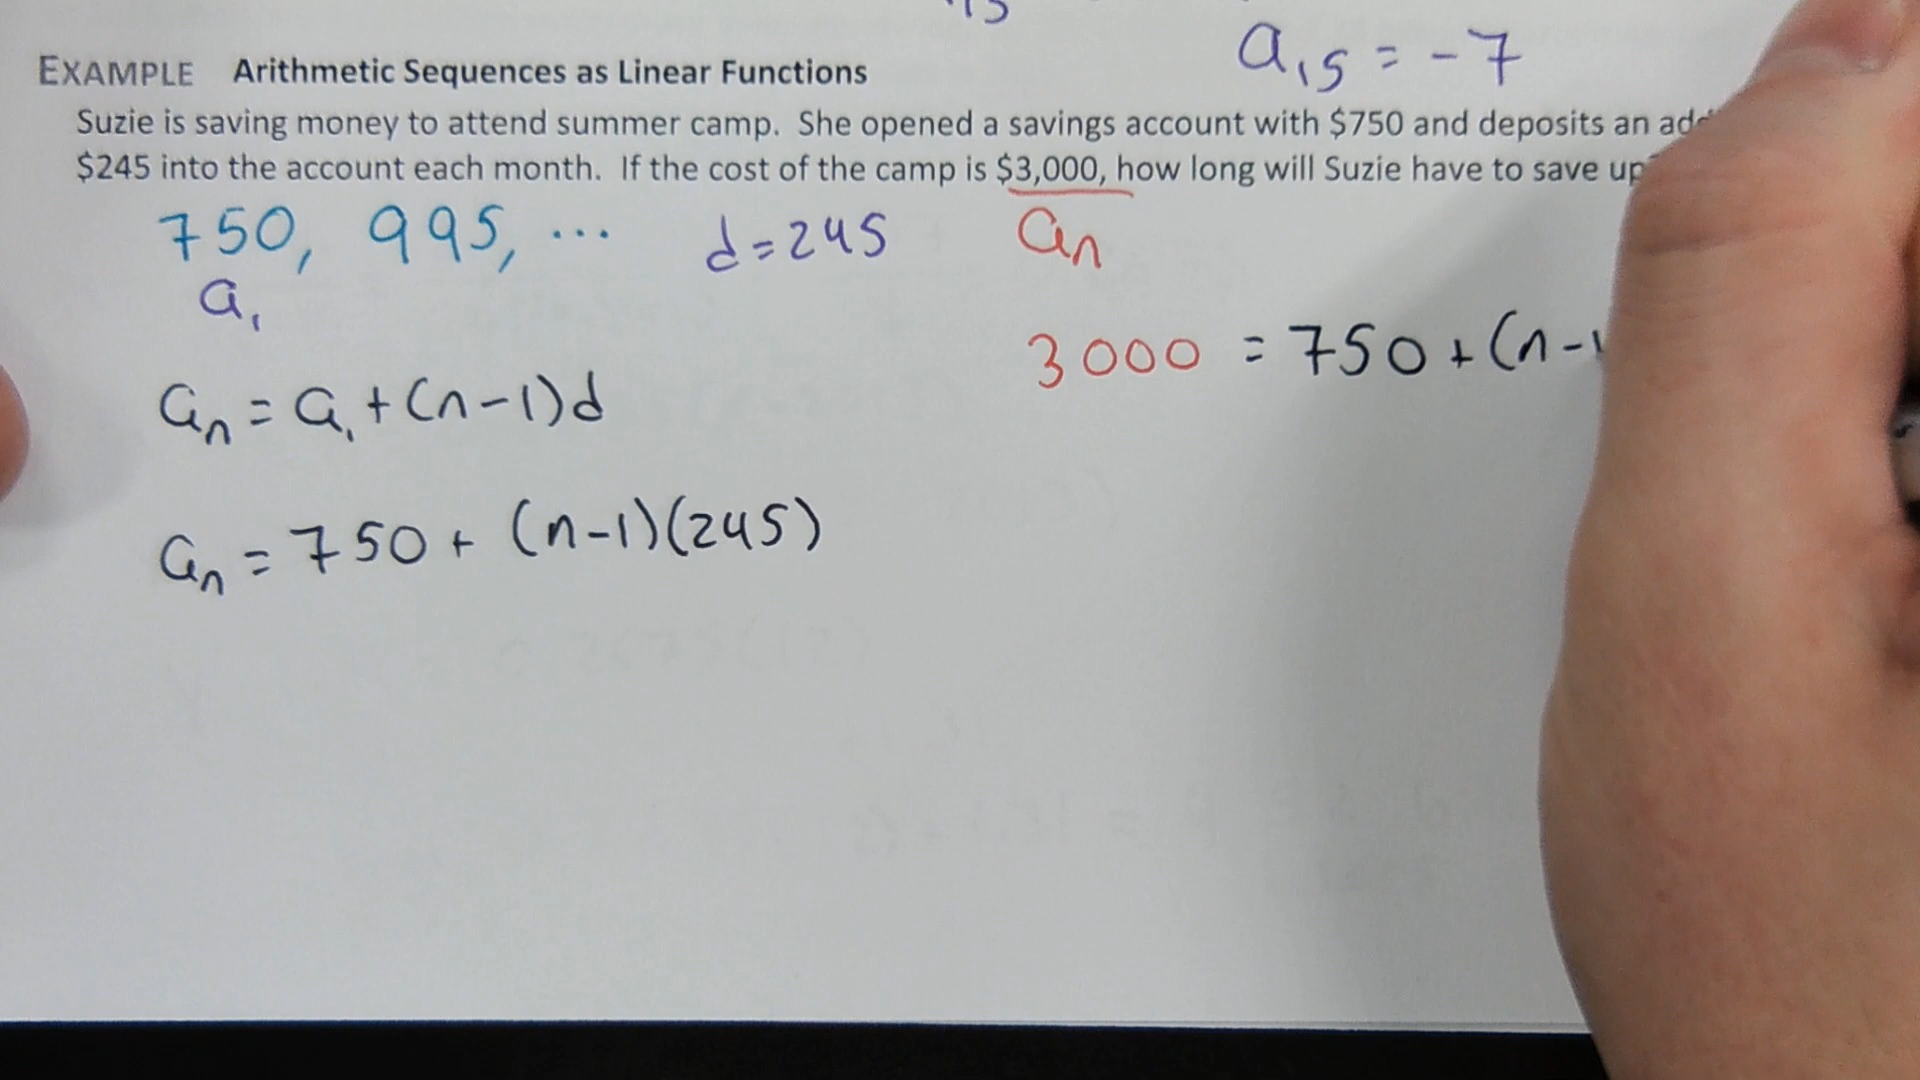 15
a₁₅ = -7
EXAMPLE Arithmetic Sequences as Linear Functions
Suzie is saving money to attend summer camp. She opened a savings account with $750 and deposits an
$245 into the account each month. If the cost of the camp is $3,000, how long will Suzie have to save up
750, 995, ... d=245 aₙ
a₁
3000 = 750 + (n-
aₙ = a₁ + (n-1)d
aₙ = 750 + (n-1)(245)